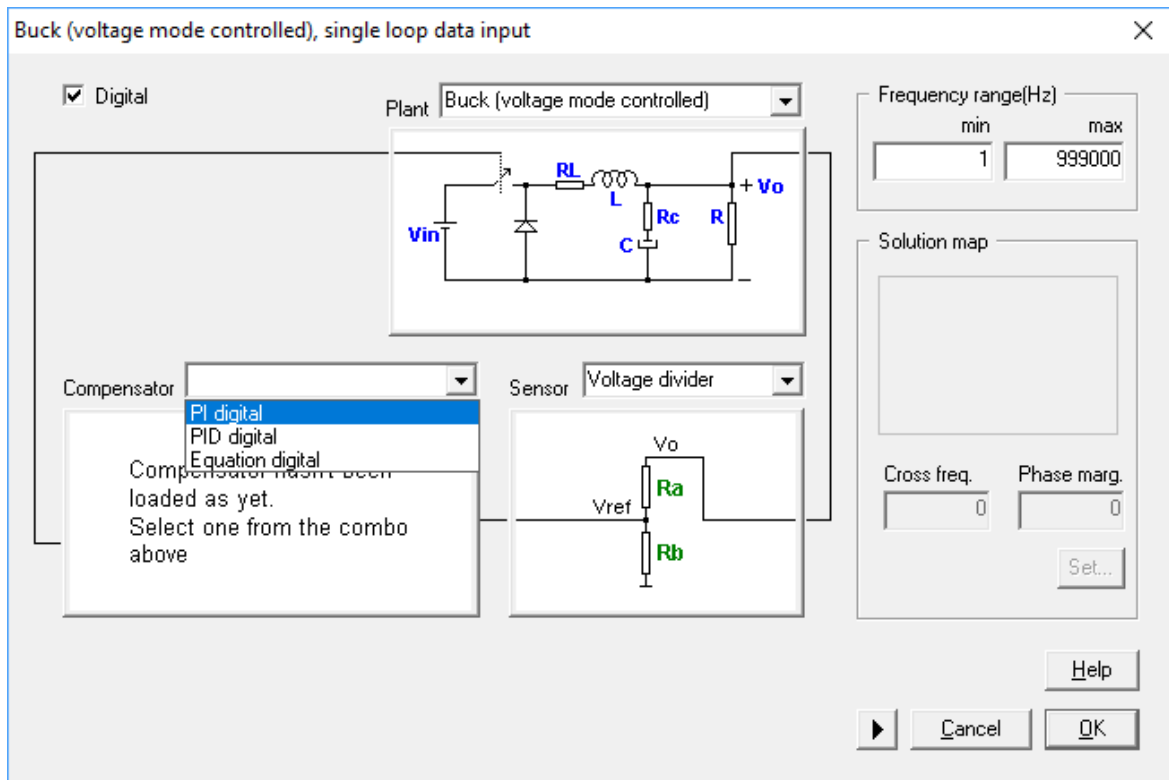 Buck (voltage mode controlled), single loop data input
Digital
Plant
Buck (voltage mode controlled)
RL
L
Vin
Rc
C
R
+ Vo
Frequency range(Hz)
min
max
1
999000
Solution map
Cross freq.
Phase marg.
0
0
Set...
Compensator
PI digital
PID digital
Equation digital
loaded as yet.
Select one from the combo
above
Sensor
Voltage divider
Vo
Ra
Vref
Rb
Help
Cancel
OK